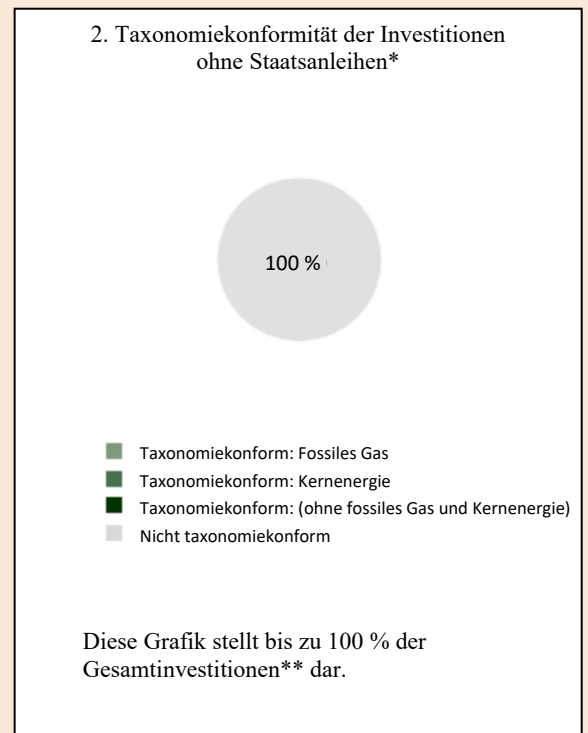 2. Taxonomiekonformität der Investitionen
ohne Staatsanleihen*
100 %
Taxonomiekonform: Fossiles Gas
Taxonomiekonform: Kernenergie
Taxonomiekonform: (ohne fossiles Gas und Kernenergie)
Nicht taxonomiekonform
Diese Grafik stellt bis zu 100 % der
Gesamtinvestitionen** dar.